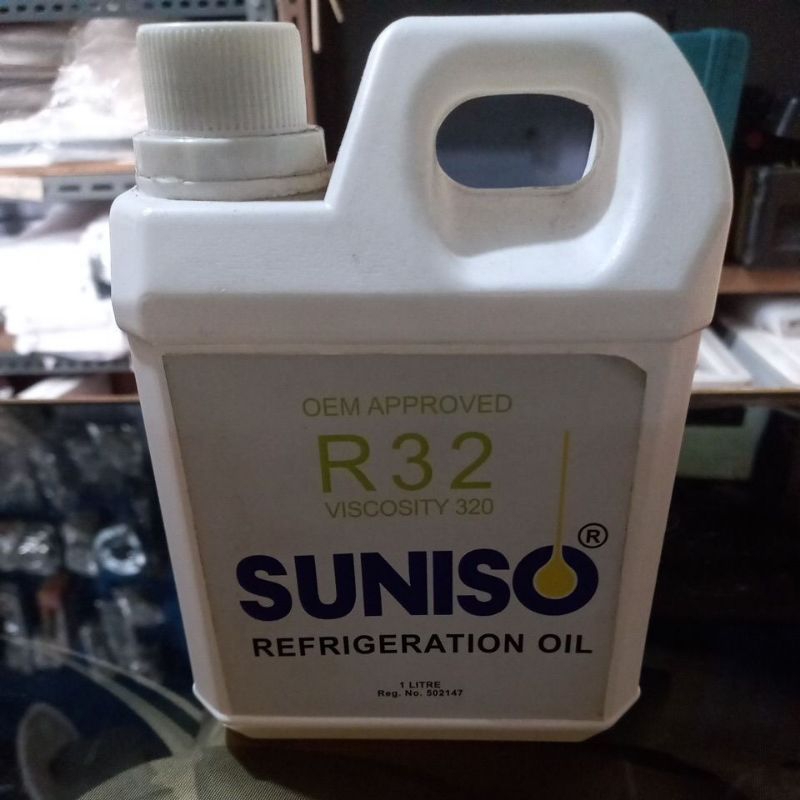 OEM APPROVED
R32
VISCOSITY 320
SUNISO®
REFRIGERATION OIL
1 LITRE
Reg. No. 502147